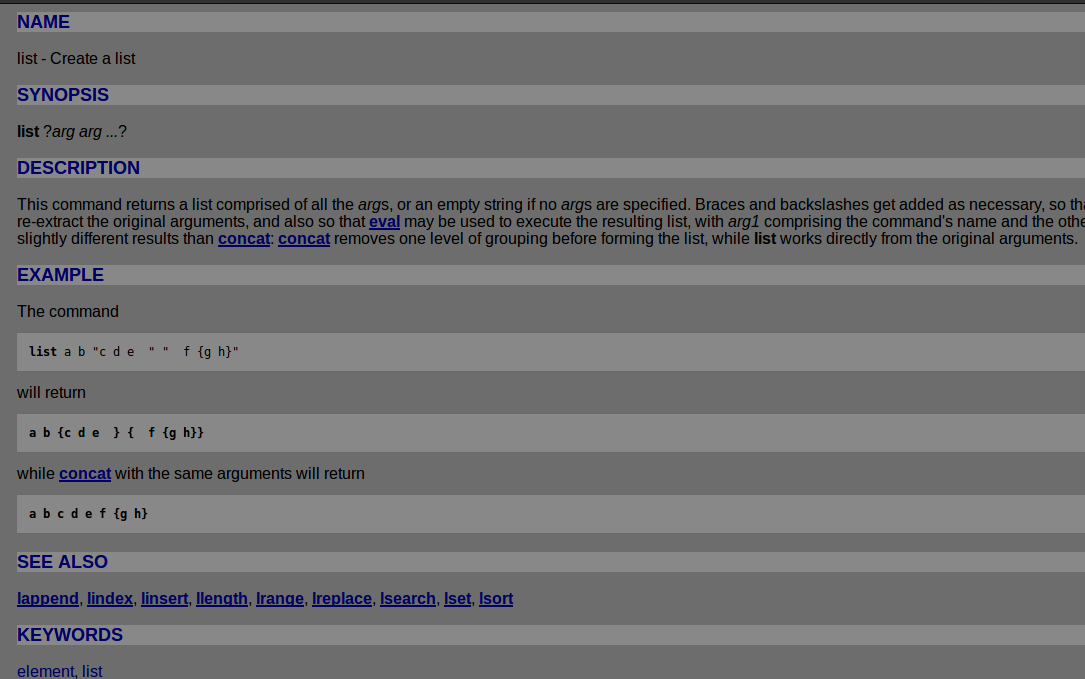 NAME
list - Create a list
SYNOPSIS
list ?arg arg ...?
DESCRIPTION
This command returns a list comprised of all the args, or an empty string if no args are specified. Braces and backslashes get added as necessary, so
re-extract the original arguments, and also so that eval may be used to execute the resulting list, with arg1 comprising the command's name and the
slightly different results than concat: concat removes one level of grouping before forming the list, while list works directly from the original arguments.
EXAMPLE
The command
list a b "c d e  " "  f {g h}"
will return
a b {c d e  } {  f {g h}}
while concat with the same arguments will return
a b c d e f {g h}
SEE ALSO
lappend, lindex, linsert, llength, lrange, lreplace, lsearch, lset, lsort
KEYWORDS
element, list